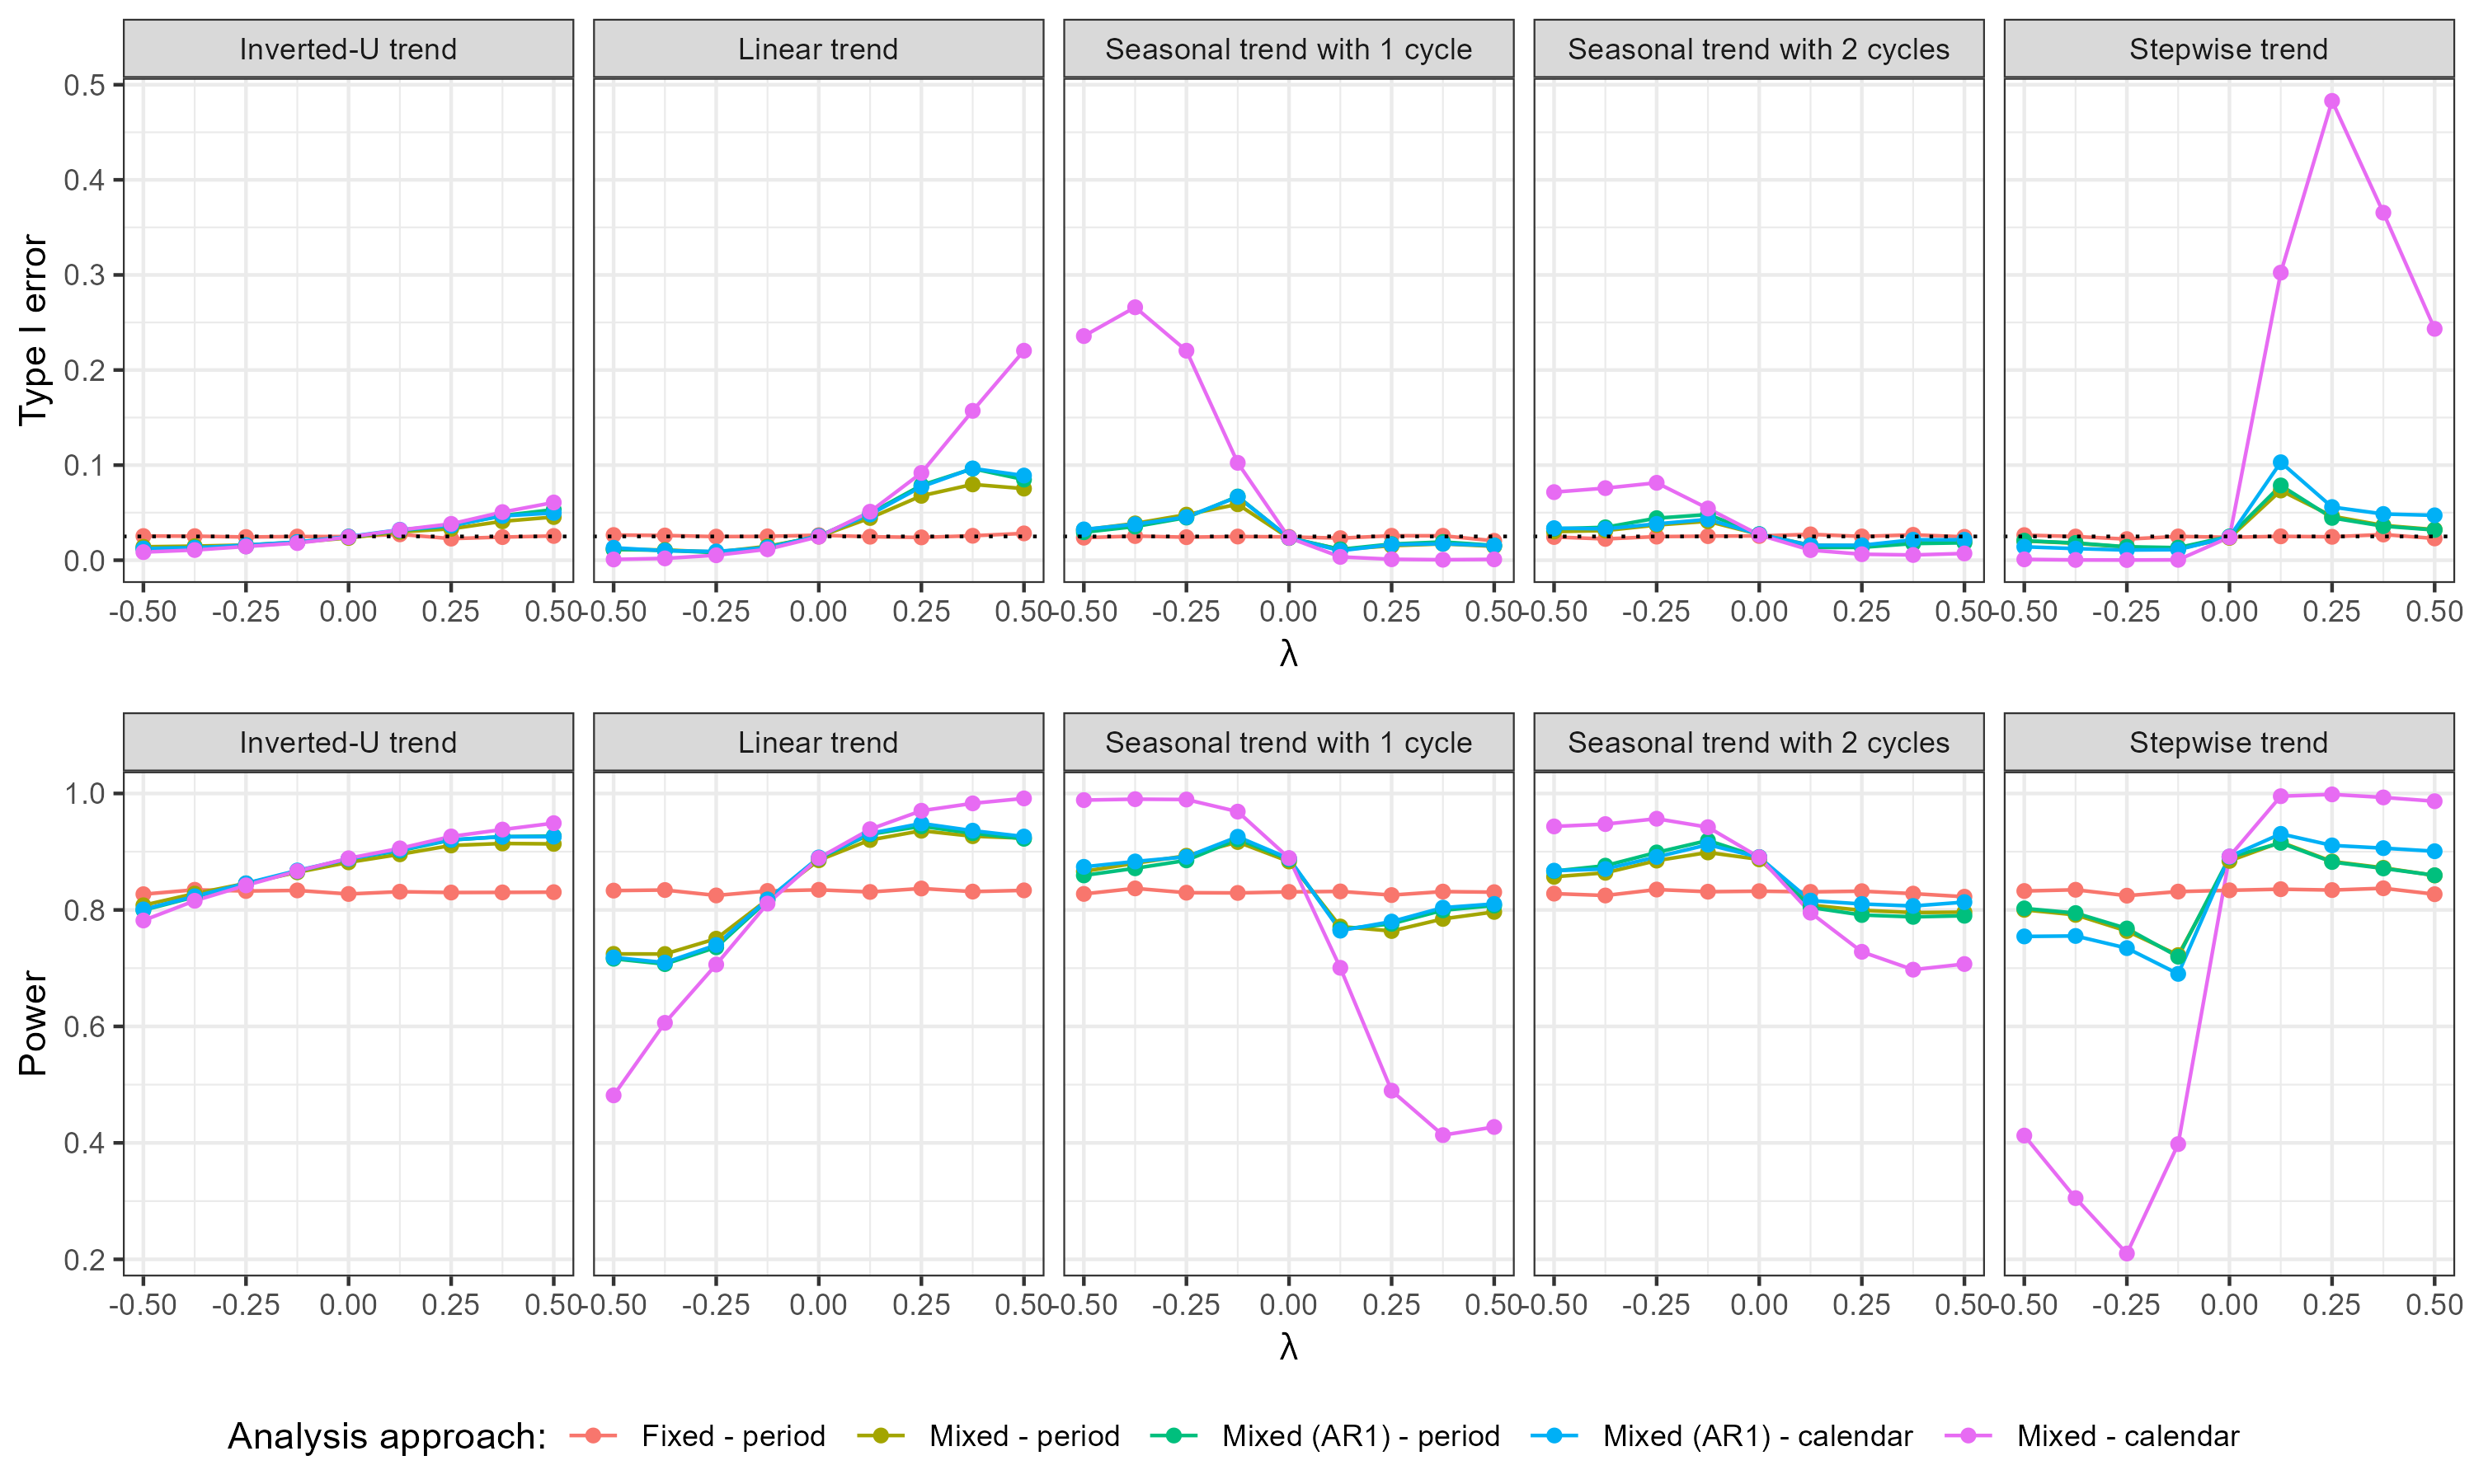 Inverted-U trend Linear trend Seasonal trend with 1 cycle Seasonal trend with 2 cycles Stepwise trend
Type I error
0.5
0.4
0.3
0.2
0.1
0.0
-0.50 -0.25 0.00 0.25 0.50 -0.50 -0.25 0.00 0.25 0.50 -0.50 -0.25 0.00 0.25 0.50 -0.50 -0.25 0.00 0.25 0.50 -0.50 -0.25 0.00 0.25 0.50
λ
Inverted-U trend Linear trend Seasonal trend with 1 cycle Seasonal trend with 2 cycles Stepwise trend
Power
1.0
0.8
0.6
0.4
0.2
-0.50 -0.25 0.00 0.25 0.50 -0.50 -0.25 0.00 0.25 0.50 -0.50 -0.25 0.00 0.25 0.50 -0.50 -0.25 0.00 0.25 0.50 -0.50 -0.25 0.00 0.25 0.50
λ
Analysis approach: Fixed - period Mixed - period Mixed (AR1) - period Mixed (AR1) - calendar Mixed - calendar